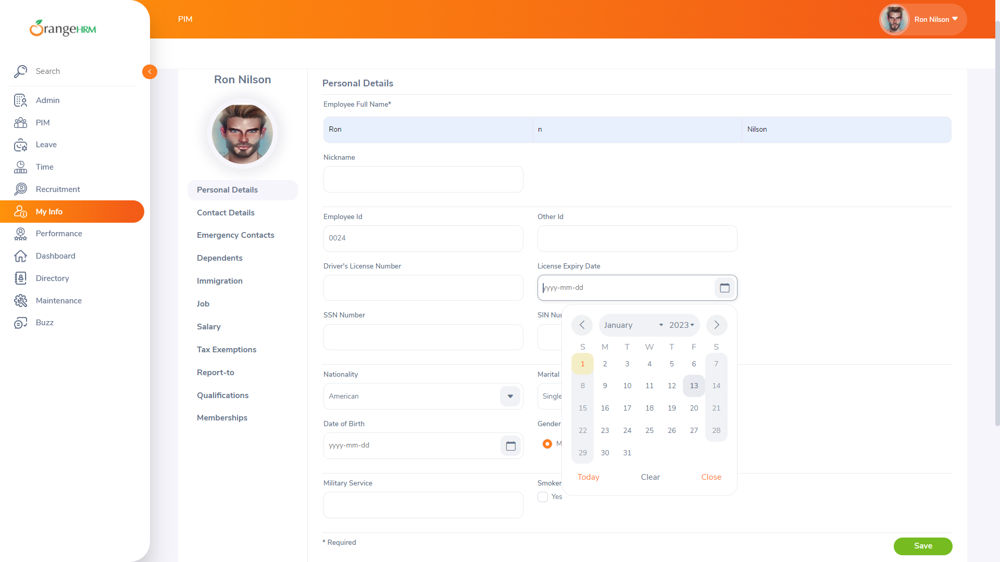 OrangeHRM
PIM
Ron Nilson
Search
Admin
PIM
Leave
Time
Recruitment
My Info
Performance
Dashboard
Directory
Maintenance
Buzz
Ron Nilson
Personal Details
Contact Details
Emergency Contacts
Dependents
Immigration
Job
Salary
Tax Exemptions
Report-to
Qualifications
Memberships
Personal Details
Employee Full Name*
Ron n Nilson
Nickname
Employee Id Other Id
0024
Driver's License Number License Expiry Date
yyyy-mm-dd
SSN Number SIN Nu
January 2023
S M T W T F S
1 2 3 4 5 6 7
8 9 10 11 12 13 14
15 16 17 18 19 20 21
22 23 24 25 26 27 28
29 30 31
Today Clear Close
Nationality Marital
American Single
Date of Birth Gender
yyyy-mm-dd M
Military Service Smoker
Yes
* Required
Save